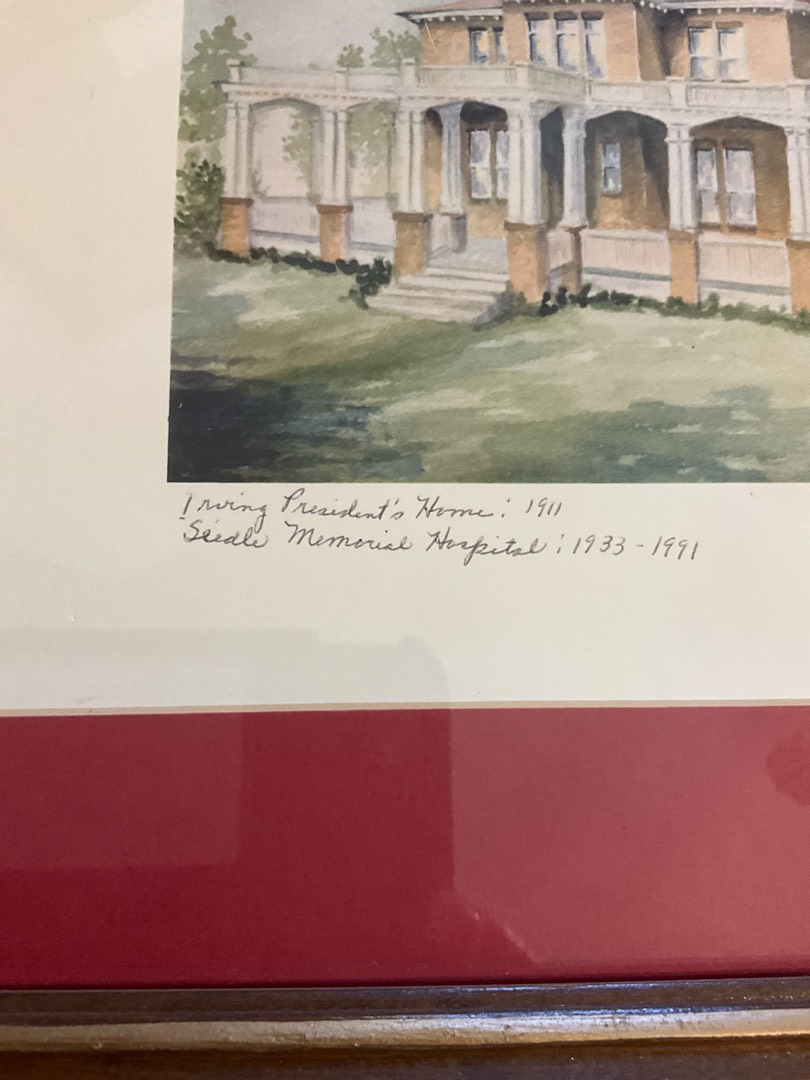 Irving President's Home: 1911
Seidle Memorial Hospital: 1933-1991